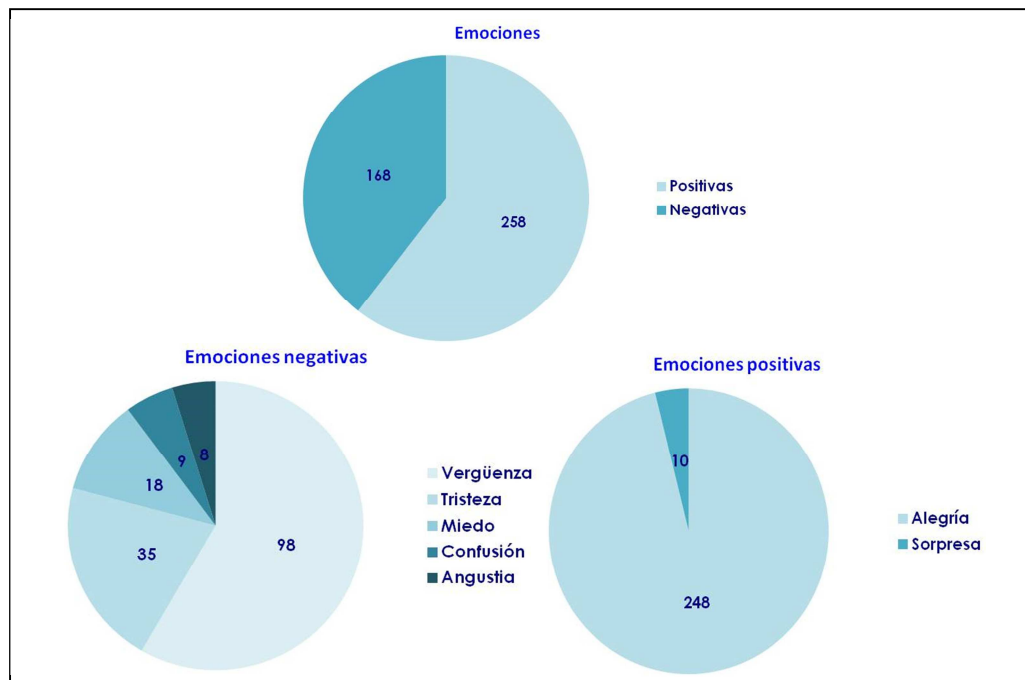 Emociones
168
258
Positivas
Negativas
Emociones negativas
98
35
18
9
8
Vergüenza
Tristeza
Miedo
Confusión
Angustia
Emociones positivas
10
248
Alegría
Sorpresa